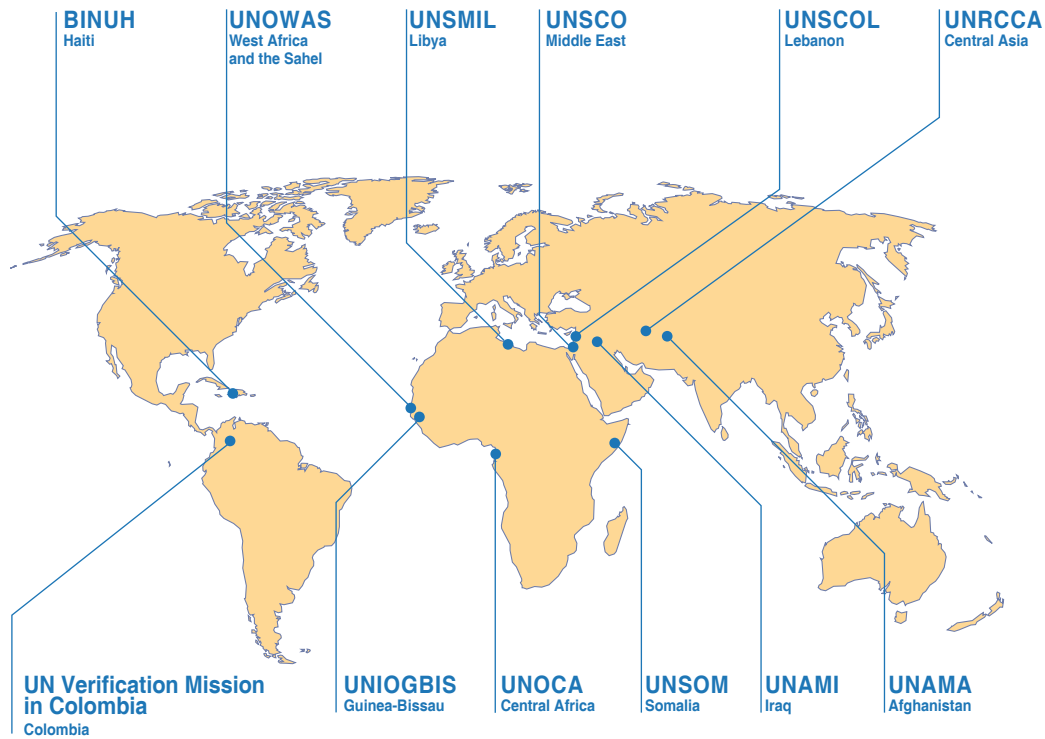 BINUH
Haiti
UNOWAS
West Africa
and the Sahel
UNSMIL
Libya
UNSCO
Middle East
UNSCOL
Lebanon
UNRCCA
Central Asia
UN Verification Mission
in Colombia
Colombia
UNIOGBIS
Guinea-Bissau
UNOCA
Central Africa
UNSOM
Somalia
UNAMI
Iraq
UNAMA
Afghanistan